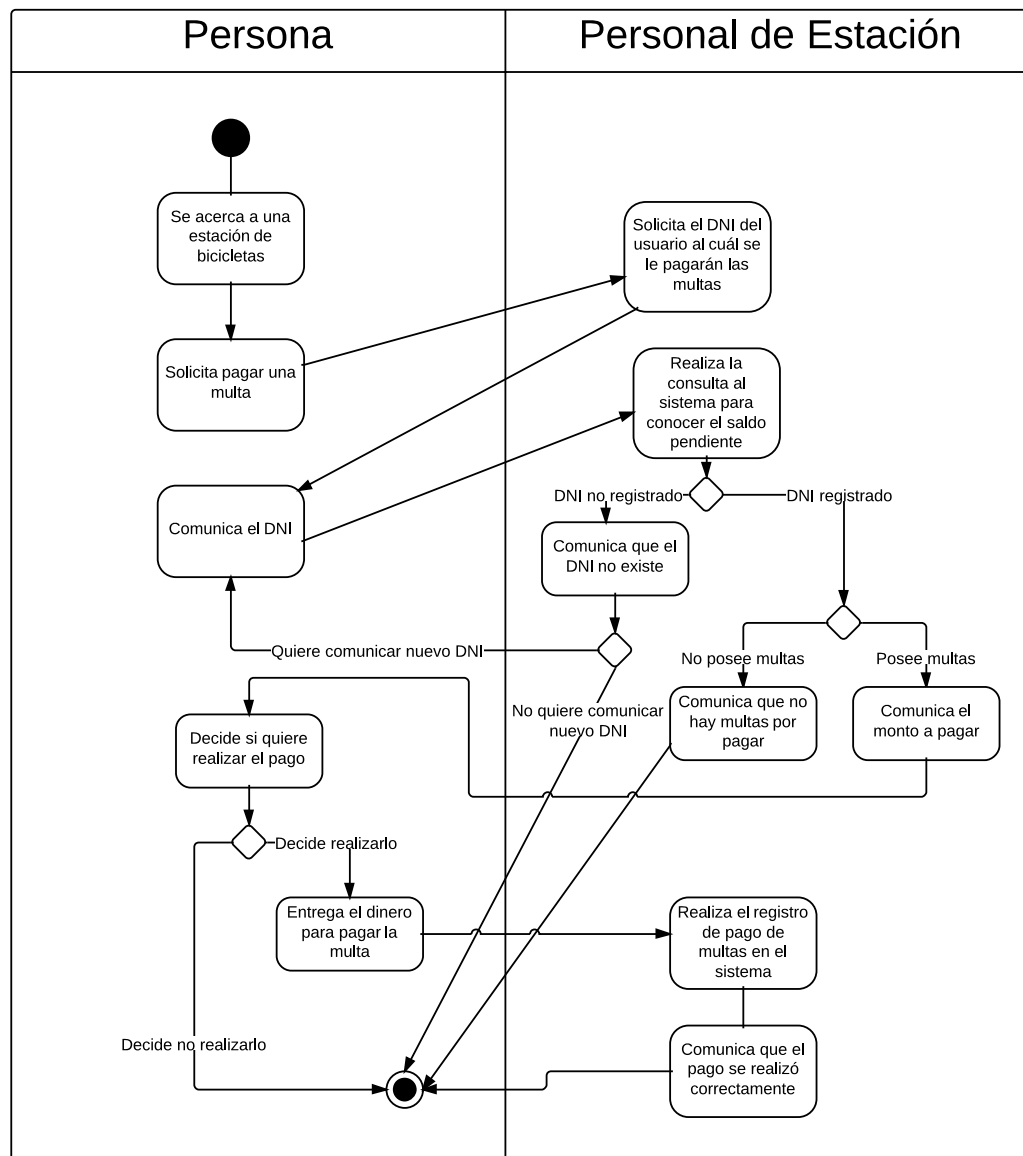 Persona
Personal de Estación
Se acerca a una
estación de
bicicletas
Solicita el DNI del
usuario al cuál se
le pagarán las
multas
Solicita pagar una
multa
Realiza la
consulta al
sistema para
conocer el saldo
pendiente
DNI no registrado
DNI registrado
Comunica el DNI
Comunica que el
DNI no existe
Quiere comunicar nuevo DNI
No posee multas
Posee multas
No quiere comunicar
nuevo DNI
Comunica que no
hay multas por
pagar
Comunica el
monto a pagar
Decide si quiere
realizar el pago
Decide realizarlo
Entrega el dinero
para pagar la
multa
Realiza el registro
de pago de
multas en el
sistema
Decide no realizarlo
Comunica que el
pago se realizó
correctamente